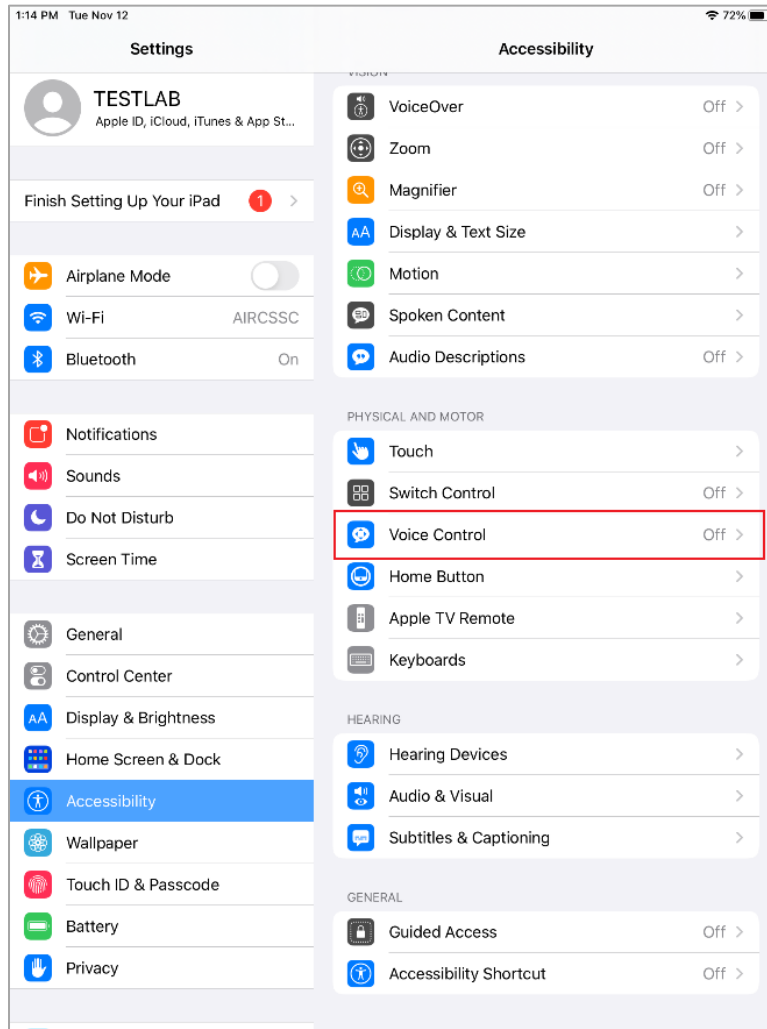 1:14 PM Tue Nov 12
72%
Settings
TESTLAB
Apple ID, iCloud, iTunes & App St...
Finish Setting Up Your iPad 1
Airplane Mode
Wi-Fi AIRCSSC
Bluetooth On
Notifications
Sounds
Do Not Disturb
Screen Time
General
Control Center
AA Display & Brightness
Home Screen & Dock
Accessibility
Wallpaper
Touch ID & Passcode
Battery
Privacy
Accessibility
VISION
VoiceOver Off
Zoom Off
Magnifier Off
AA Display & Text Size
Motion
Spoken Content
Audio Descriptions Off
PHYSICAL AND MOTOR
Touch
Switch Control Off
Voice Control Off
Home Button
Apple TV Remote
Keyboards
HEARING
Hearing Devices
Audio & Visual
Subtitles & Captioning
GENERAL
Guided Access Off
Accessibility Shortcut Off